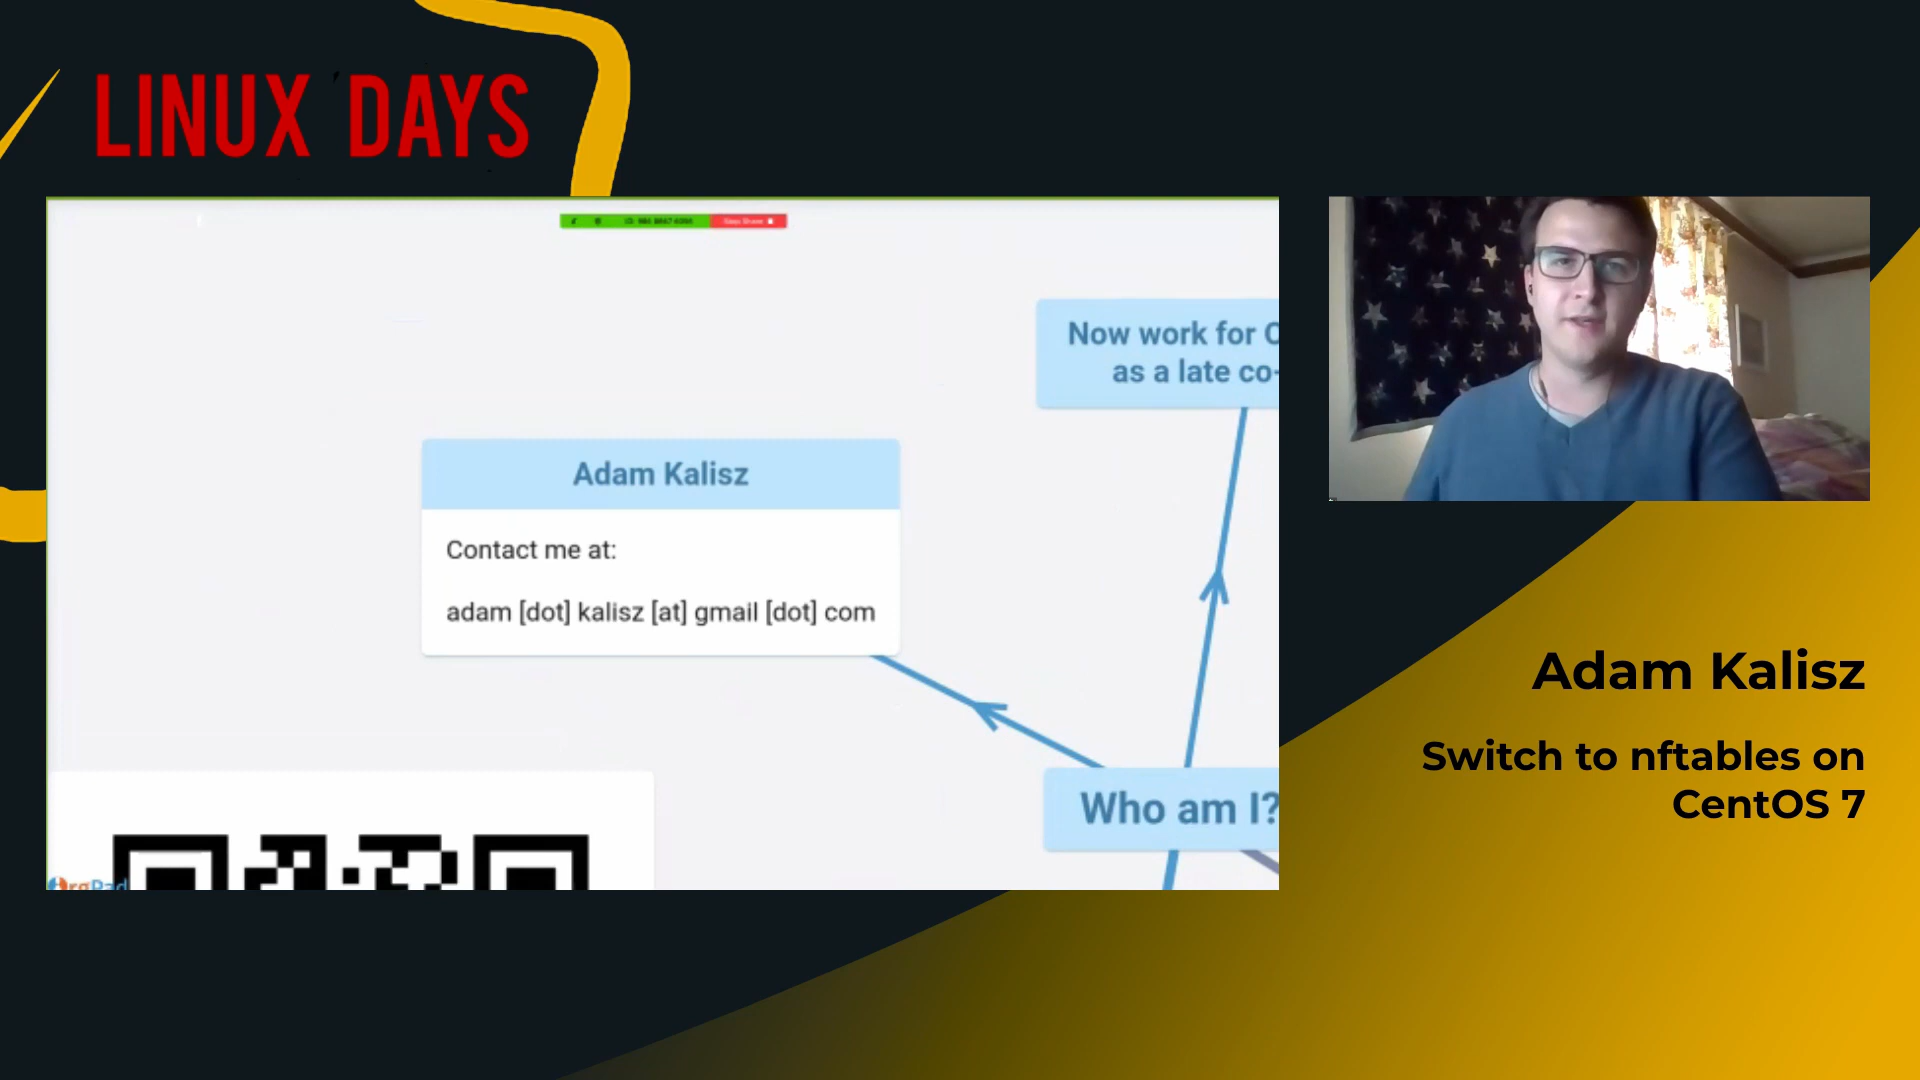 LINUX DAYS
Now work for
as a late co-
Adam Kalisz
Contact me at:
adam [dot] kalisz [at] gmail [dot] com
Who am I?
OrgPad
Adam Kalisz
Switch to nftables on
CentOS 7